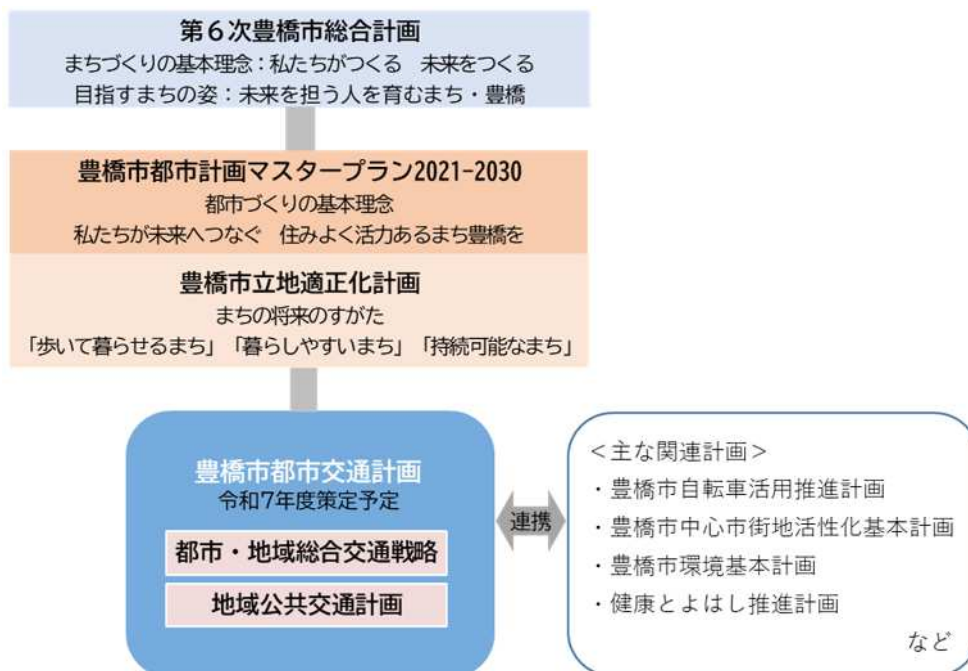 第6次豊橋市総合計画
まちづくりの基本理念：私たちがつくる　未来をつくる
目指すまちの姿：未来を担う人を育むまち・豊橋
豊橋市都市計画マスタープラン2021-2030
都市づくりの基本理念
私たちが未来へつなぐ　住みよく活力あるまち豊橋を
豊橋市立地適正化計画
まちの将来のすがた
「歩いて暮らせるまち」「暮らしやすいまち」「持続可能なまち」
豊橋市都市交通計画
令和7年度策定予定
都市・地域総合交通戦略
地域公共交通計画
連携
＜主な関連計画＞
・豊橋市自転車活用推進計画
・豊橋市中心市街地活性化基本計画
・豊橋市環境基本計画
・健康とよはし推進計画
など